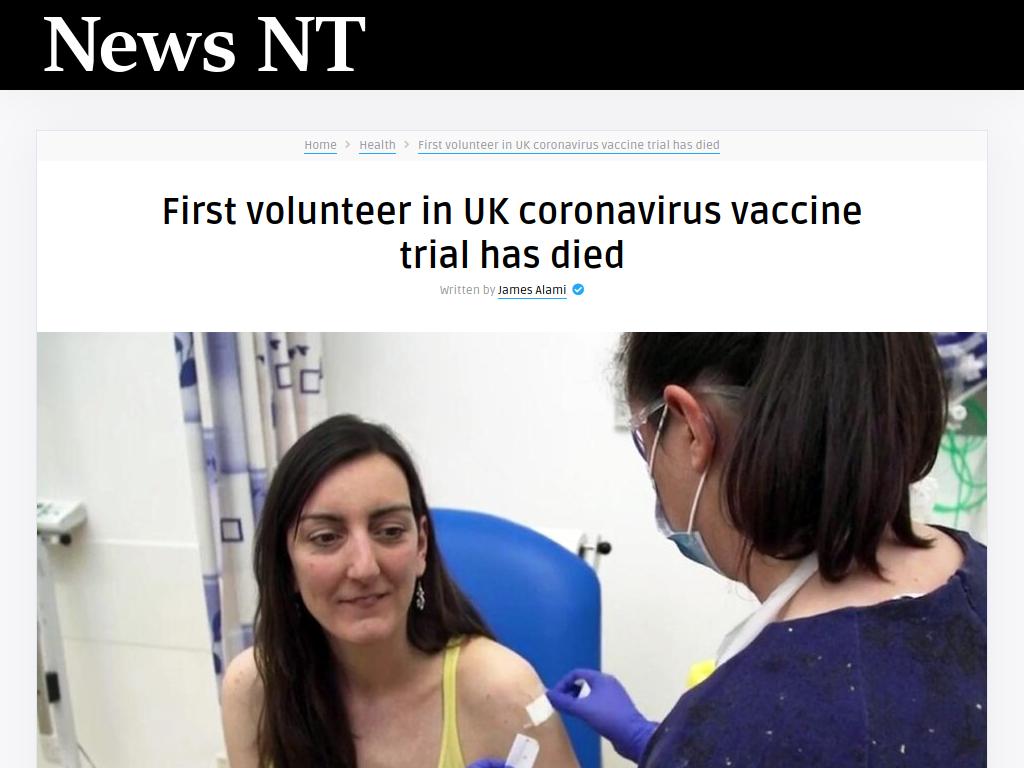 News NT
Home > Health > First volunteer in UK coronavirus vaccine trial has died
First volunteer in UK coronavirus vaccine
trial has died
Written by James Alami